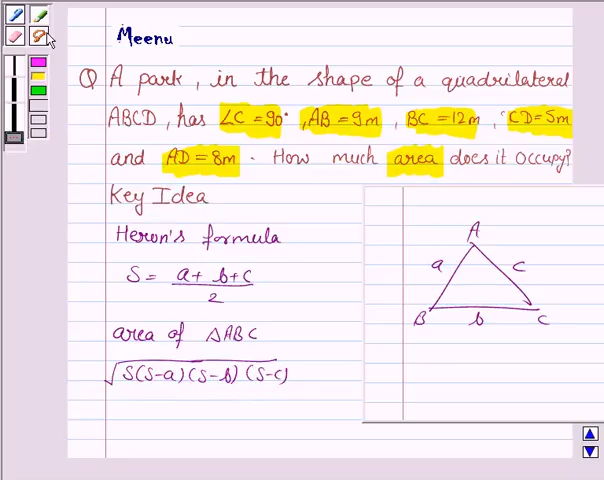 Meenu
Q A park, in the shape of a quadrilateral
ABCD, has ∠C = 90°, AB = 9m, BC = 12m, CD = 5m
and AD = 8m. How much area does it occupy?
Key Idea
Heron's formula
S = a + b + c
2
area of △ABC
√S(S-a)(S-b)(S-c)
A
a c
B b C